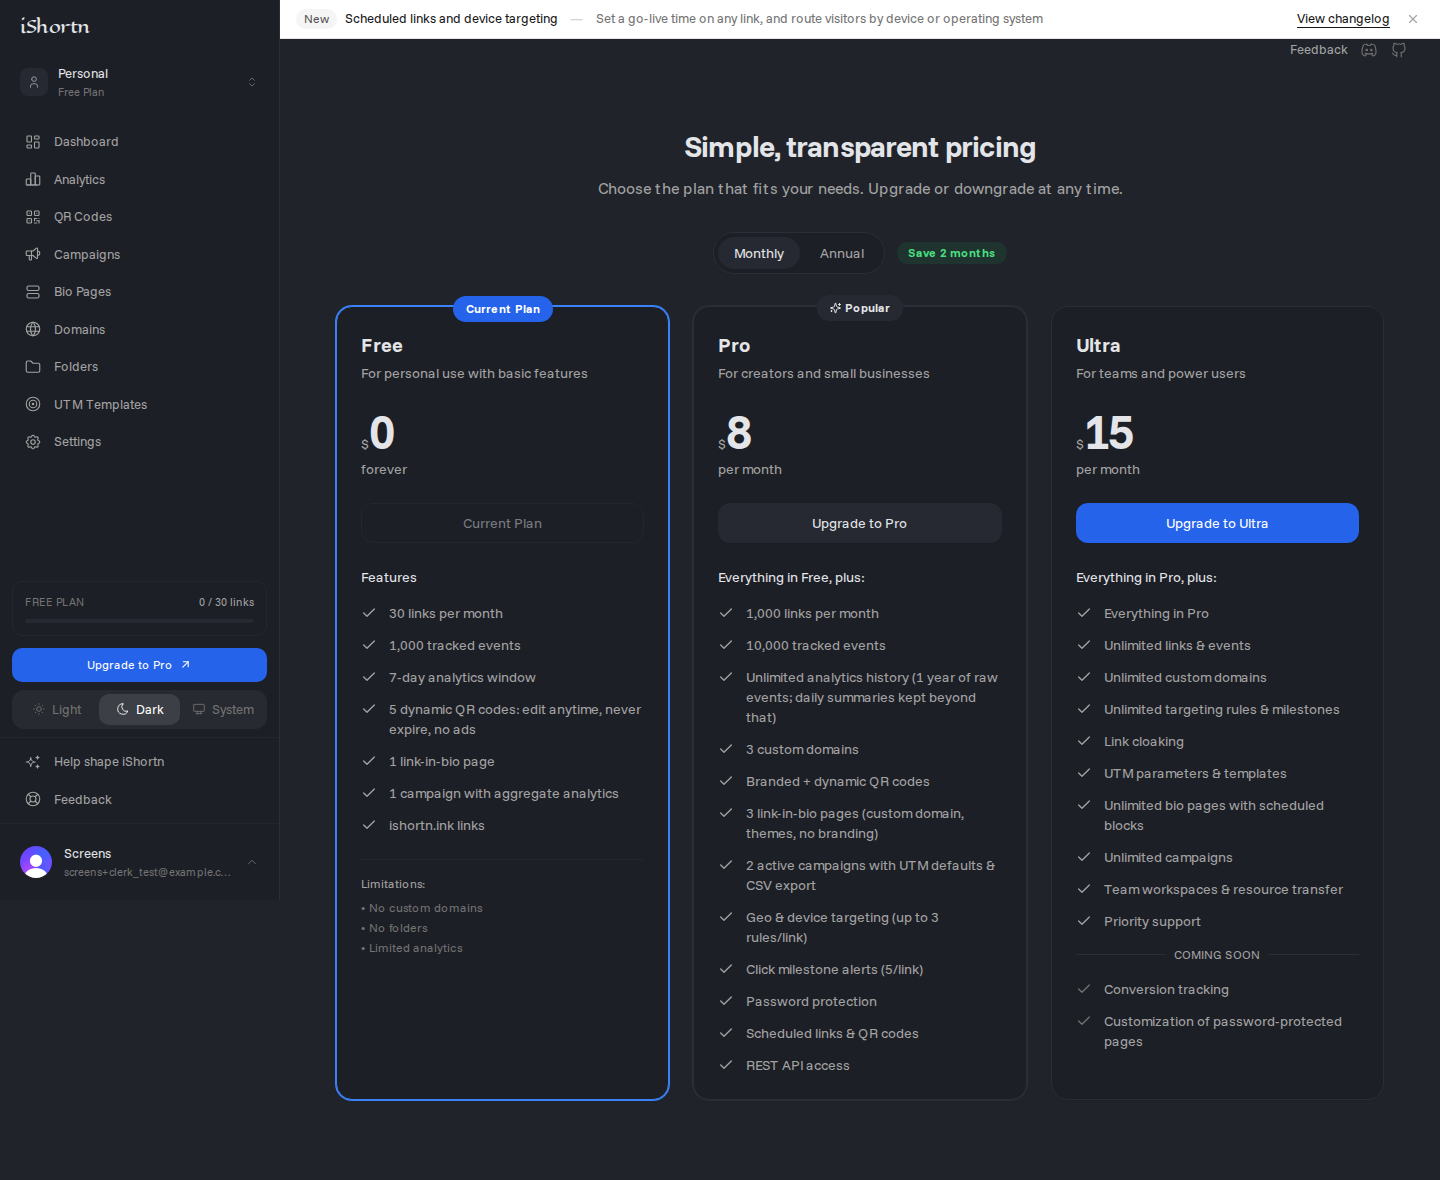 iShortn
Personal
Free Plan
Dashboard
Analytics
QR Codes
Campaigns
Bio Pages
Domains
Folders
UTM Templates
Settings
FREE PLAN 0 / 30 links
Upgrade to Pro
Light Dark System
Help shape iShortn
Feedback
Screens
screens+clerk_test@example.c...
New Scheduled links and device targeting — Set a go-live time on any link, and route visitors by device or operating system View changelog
Feedback
Simple, transparent pricing
Choose the plan that fits your needs. Upgrade or downgrade at any time.
Monthly Annual Save 2 months
Current Plan
Free
For personal use with basic features
$0
forever
Current Plan
Features
30 links per month
1,000 tracked events
7-day analytics window
5 dynamic QR codes: edit anytime, never
expire, no ads
1 link-in-bio page
1 campaign with aggregate analytics
ishortn.ink links
Limitations:
• No custom domains
• No folders
• Limited analytics
Popular
Pro
For creators and small businesses
$8
per month
Upgrade to Pro
Everything in Free, plus:
1,000 links per month
10,000 tracked events
Unlimited analytics history (1 year of raw
events; daily summaries kept beyond
that)
3 custom domains
Branded + dynamic QR codes
3 link-in-bio pages (custom domain,
themes, no branding)
2 active campaigns with UTM defaults &
CSV export
Geo & device targeting (up to 3
rules/link)
Click milestone alerts (5/link)
Password protection
Scheduled links & QR codes
REST API access
Ultra
For teams and power users
$15
per month
Upgrade to Ultra
Everything in Pro, plus:
Everything in Pro
Unlimited links & events
Unlimited custom domains
Unlimited targeting rules & milestones
Link cloaking
UTM parameters & templates
Unlimited bio pages with scheduled
blocks
Unlimited campaigns
Team workspaces & resource transfer
Priority support
COMING SOON
Conversion tracking
Customization of password-protected
pages